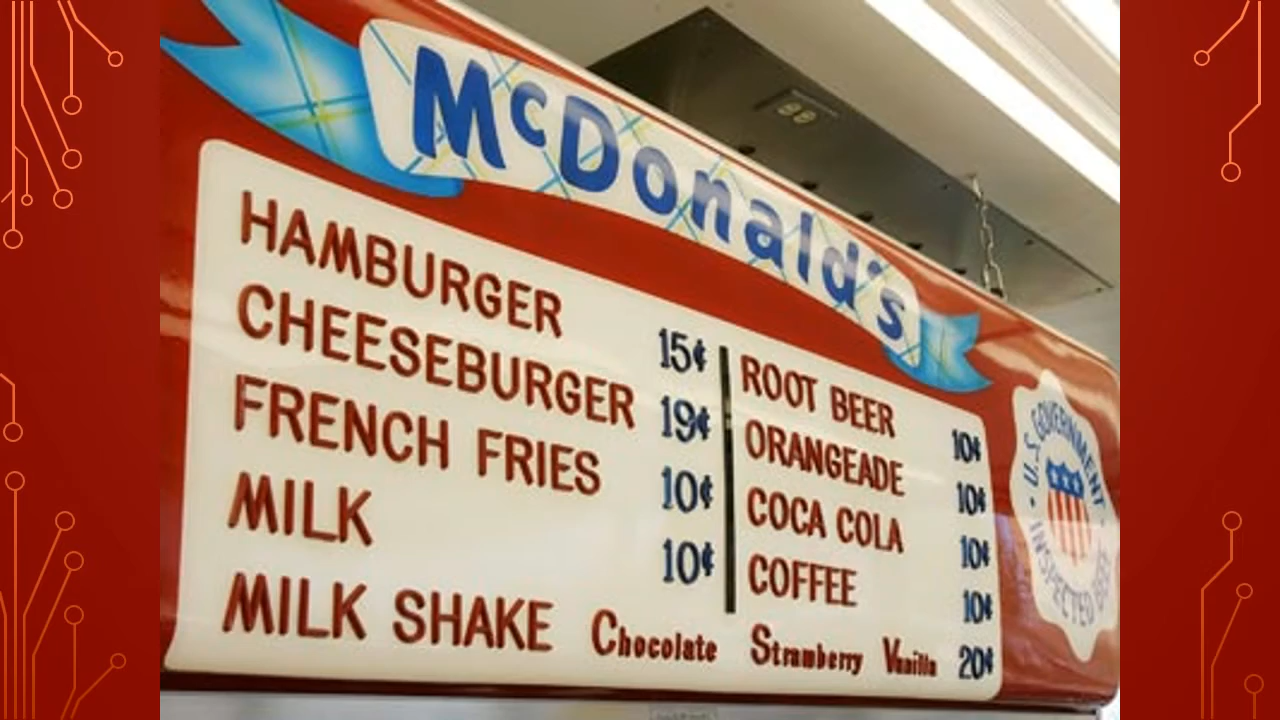 McDonald's
HAMBURGER 15¢
CHEESEBURGER 19¢
FRENCH FRIES 10¢
MILK 10¢
ROOT BEER 10¢
ORANGEADE 10¢
COCA COLA 10¢
COFFEE 10¢
MILK SHAKE Chocolate Strawberry Vanilla 20¢
U.S. GOVERNMENT
INSPECTED BEEF